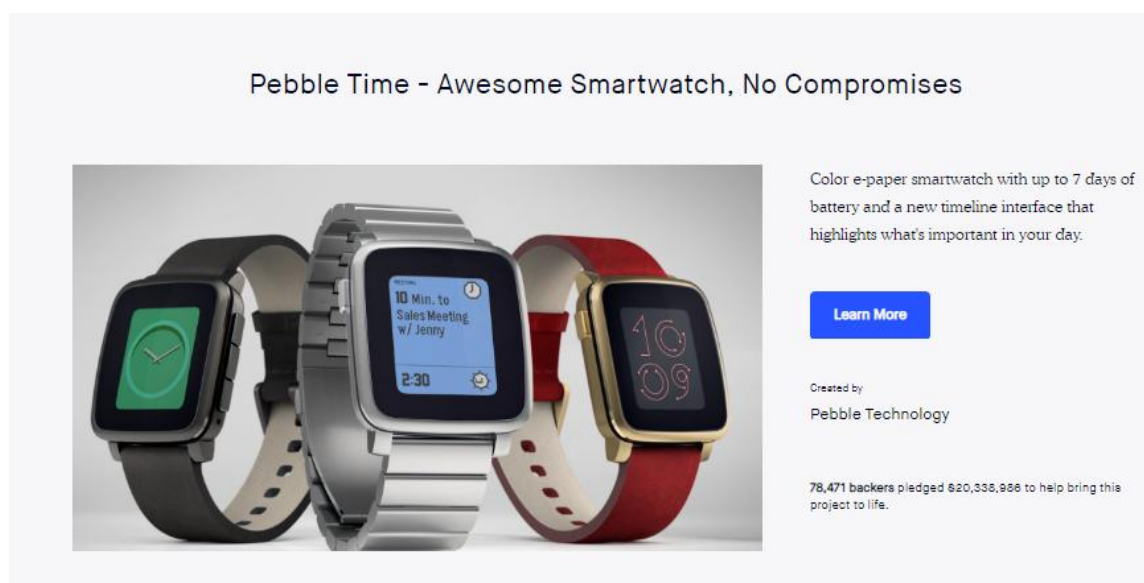 Pebble Time - Awesome Smartwatch, No Compromises
Color e-paper smartwatch with up to 7 days of
battery and a new timeline interface that
highlights what's important in your day.
Learn More
Created by
Pebble Technology
78,471 backers pledged $20,338,986 to help bring this
project to life.
MEETING
10 Min. to
Sales Meeting
w/ Jenny
2:30
10
09